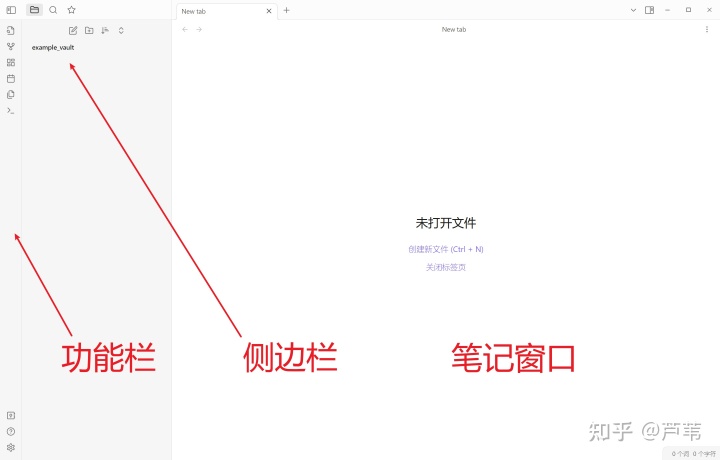 New tab
New tab
example_vault
未打开文件
创建新文件 (Ctrl + N)
关闭标签页
功能栏
侧边栏
笔记窗口
知乎 @芦苇
0 个词 0 个字符